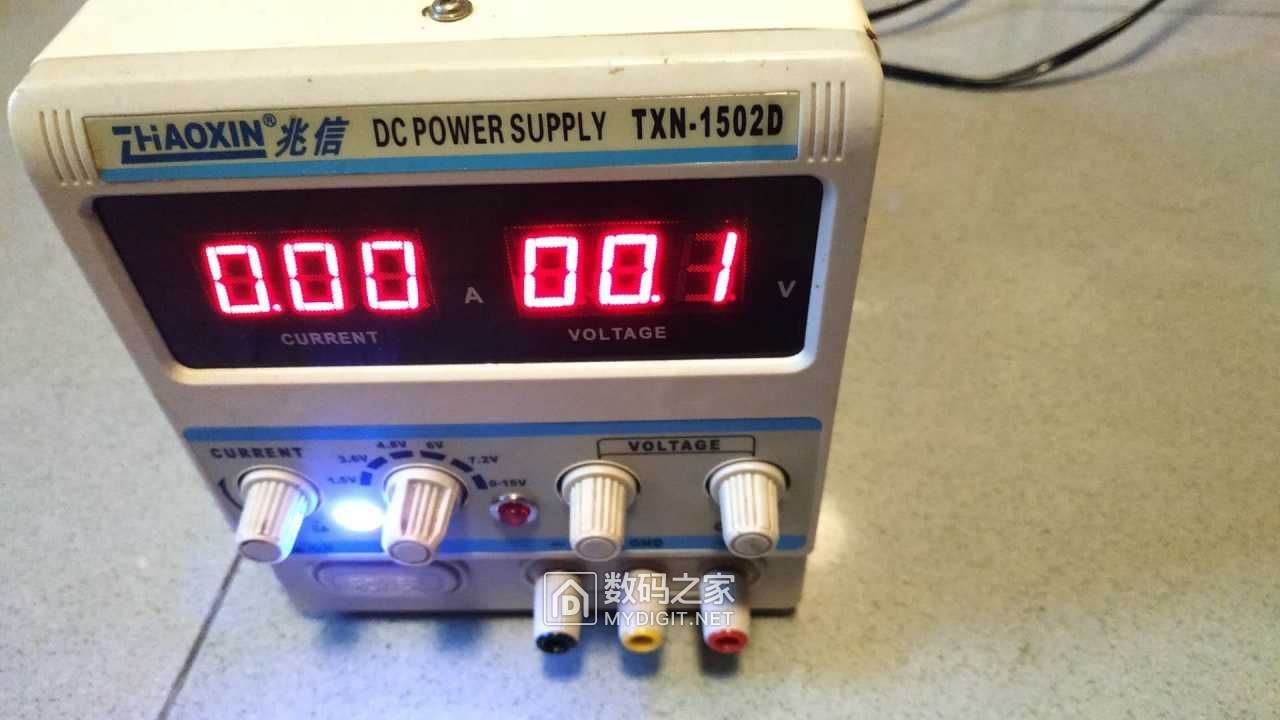 ZHAOXIN® 兆信 DC POWER SUPPLY TXN-1502D
0.00 A 00.1 V
CURRENT VOLTAGE
CURRENT 1.5V 3.6V 4.5V 6V 7.2V 0-15V VOLTAGE
GND
数码之家
MYDIGIT.NET